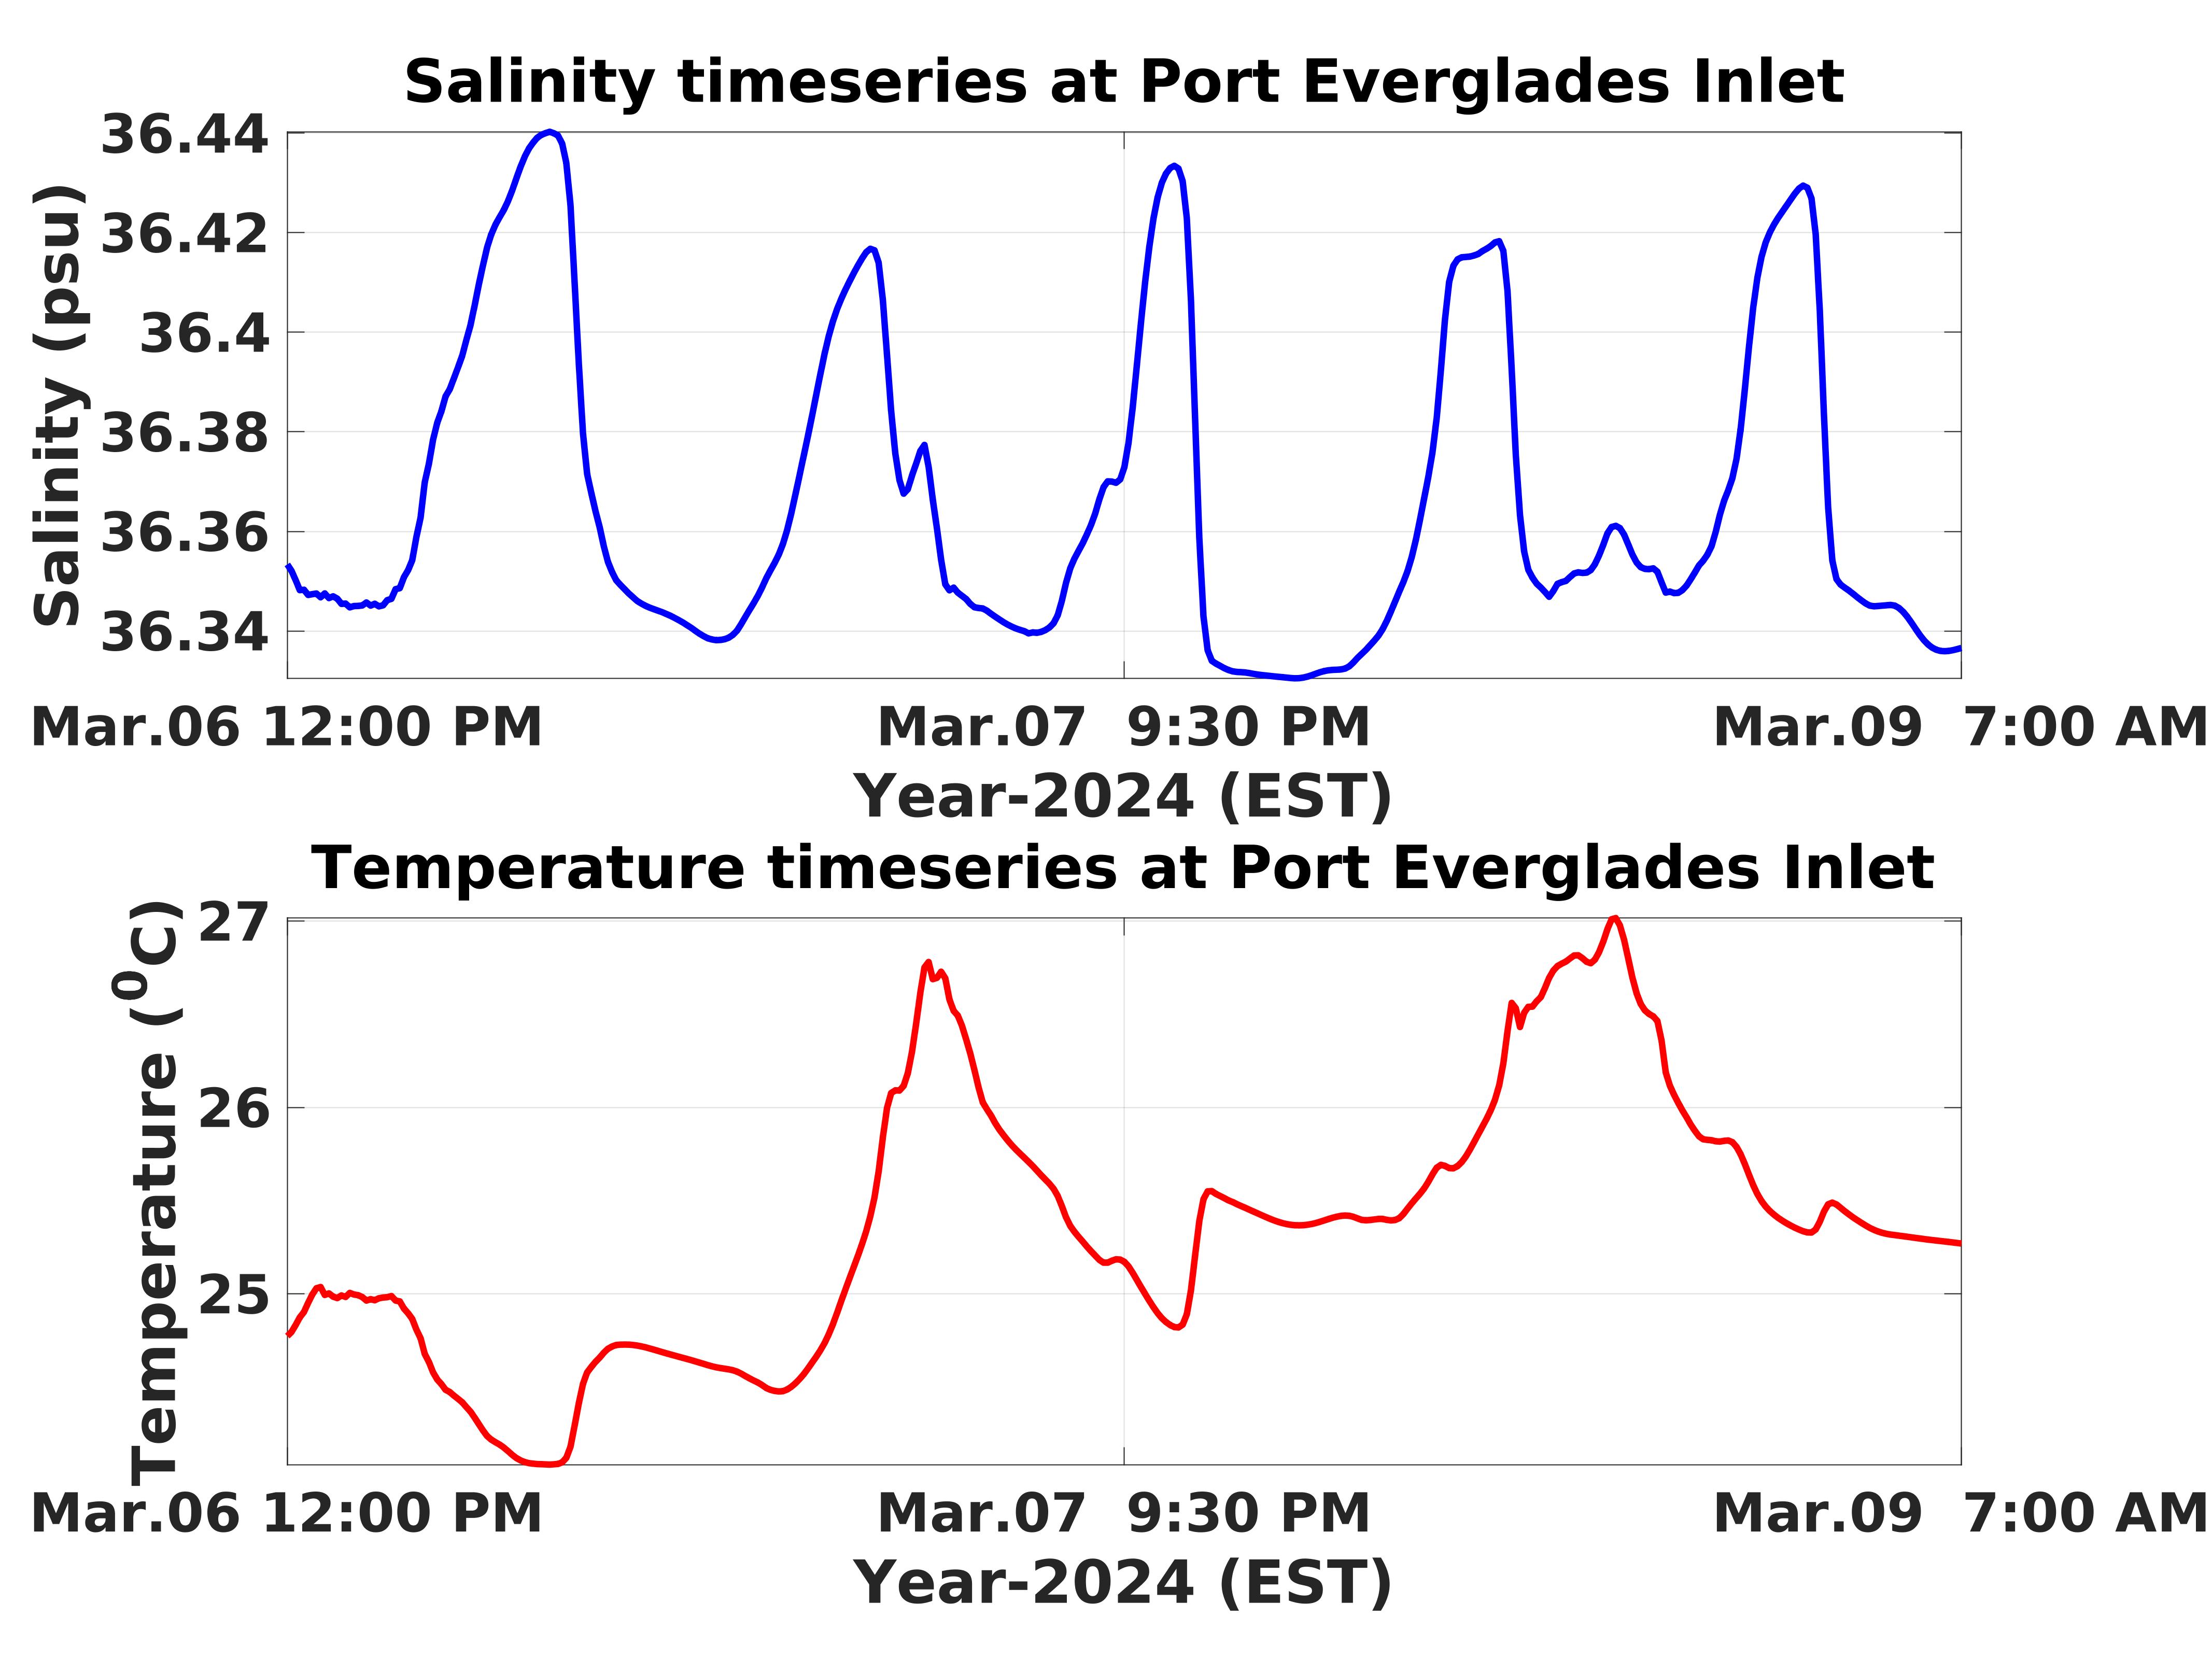 Salinity timeseries at Port Everglades Inlet
Salinity (psu)
36.44
36.42
36.4
36.38
36.36
36.34
Mar.06 12:00 PM Mar.07  9:30 PM Mar.09  7:00 AM
Year-2024 (EST)
Temperature timeseries at Port Everglades Inlet
Temperature (⁰C)
27
26
25
Mar.06 12:00 PM Mar.07  9:30 PM Mar.09  7:00 AM
Year-2024 (EST)